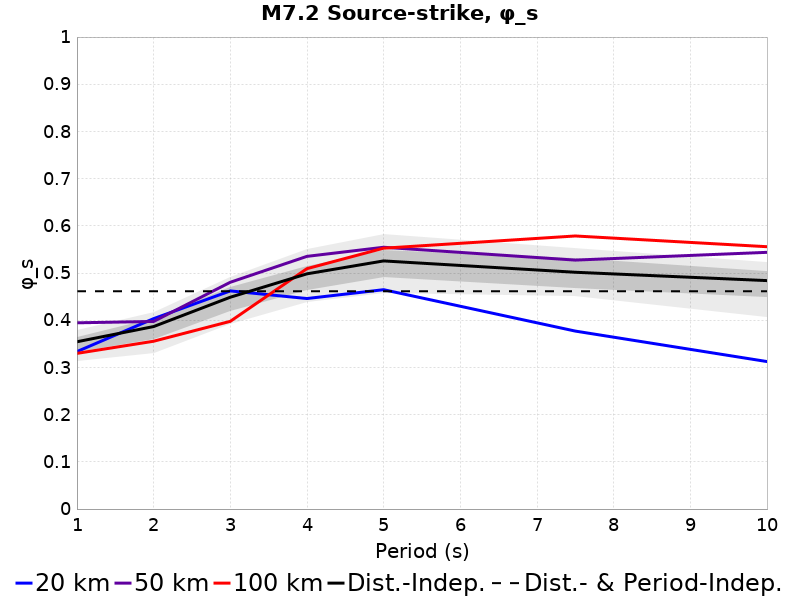 M7.2 Source-strike, φ_s
1
0.9
0.8
0.7
0.6
0.5
0.4
0.3
0.2
0.1
0
φ_s
1 2 3 4 5 6 7 8 9 10
Period (s)
20 km 50 km 100 km Dist.-Indep. Dist.- & Period-Indep.